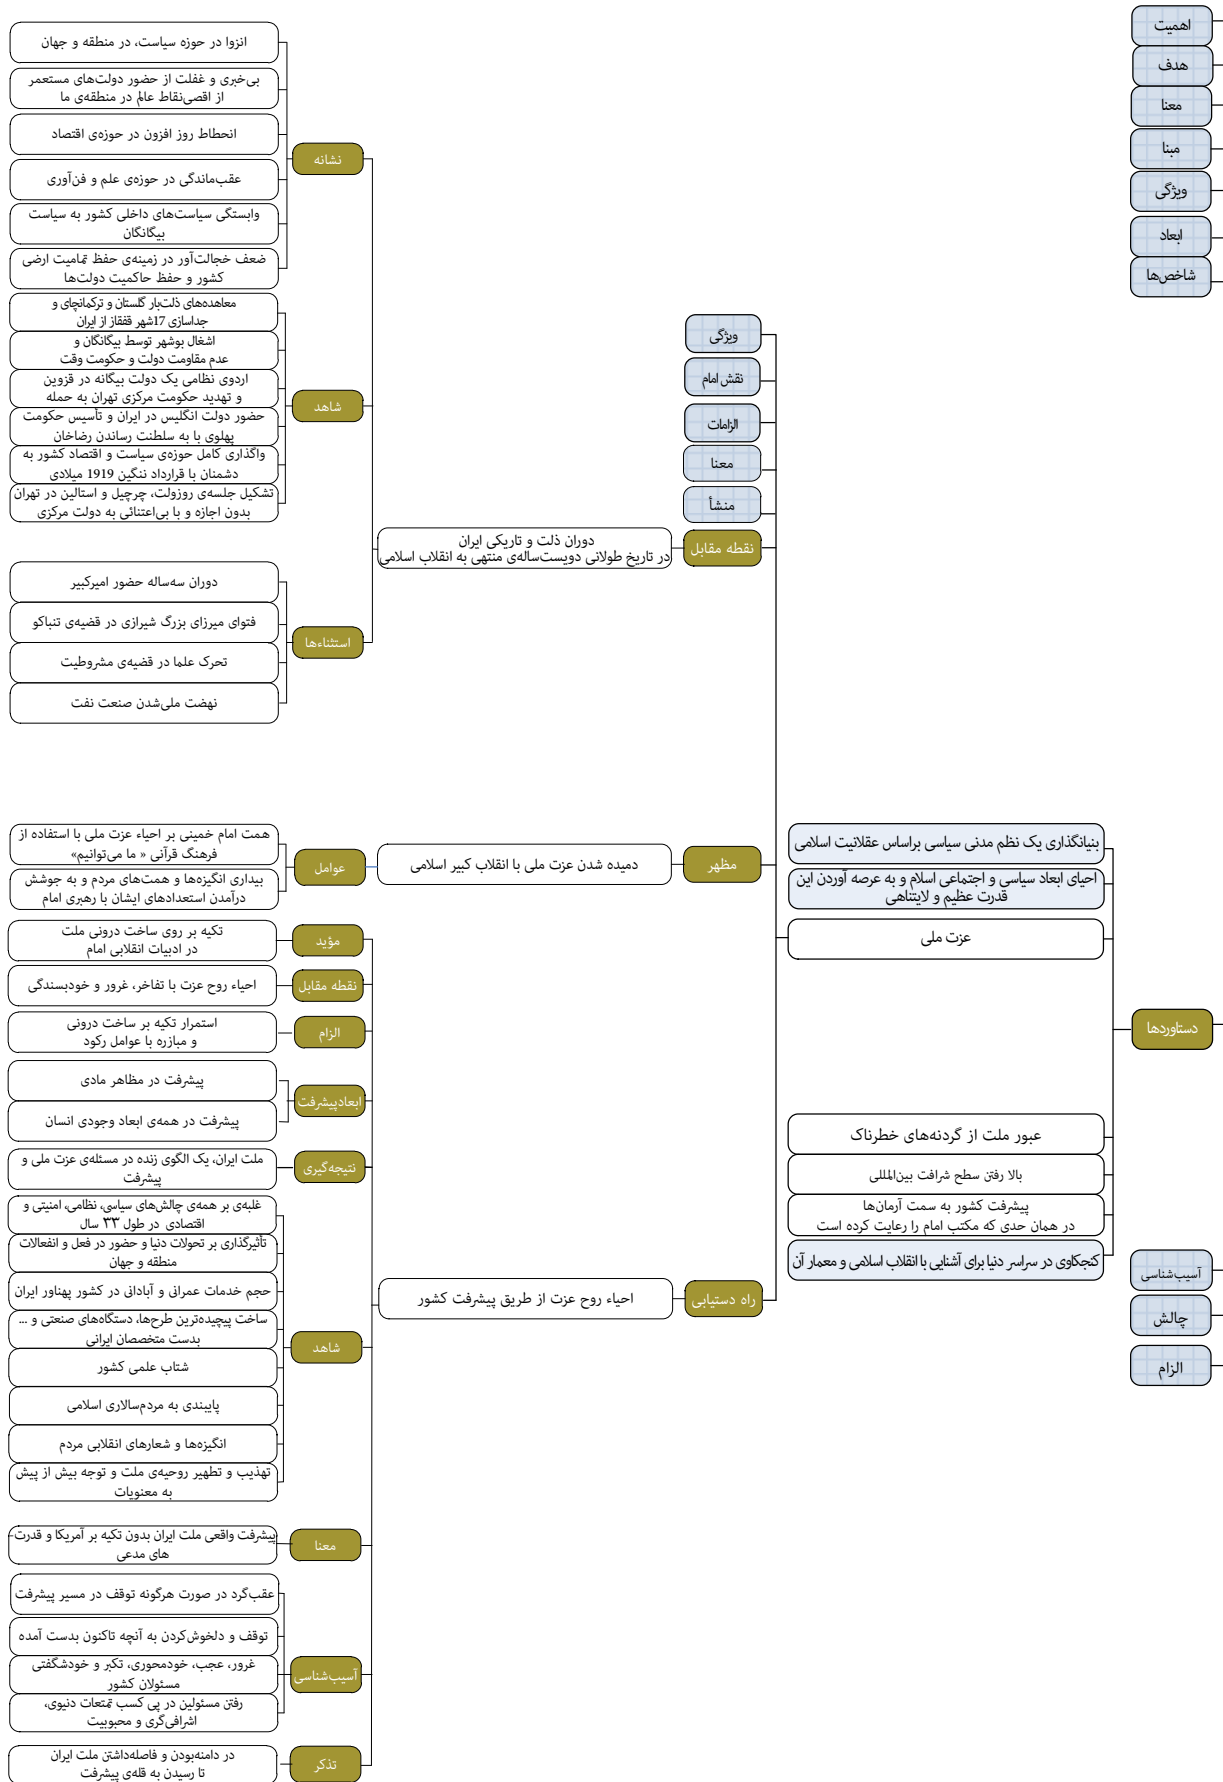 اهمیت
هدف
معنا
مبنا
ویژگی
ابعاد
شاخص‌ها
دستاوردها
آسیب‌شناسی
چالش
الزام
بنیانگذاری یک نظم مدنی سیاسی براساس عقلانیت اسلامی
احیای ابعاد سیاسی و اجتماعی اسلام و به عرصه آوردن این
قدرت عظیم و لایتناهی
عزت ملی
عبور ملت از گردنه‌های خطرناک
بالا رفتن سطح شرافت بین‌المللی
پیشرفت کشور به سمت آرمان‌ها
در همان حدی که مکتب امام را رعایت کرده است
کنجکاوی در سراسر دنیا برای آشنایی با انقلاب اسلامی و معمار آن
ویژگی
نقش امام
الزامات
معنا
منشأ
نقطه مقابل
مظهر
راه دستیابی
دوران ذلت و تاریکی ایران
در تاریخ طولانی دویست‌ساله‌ی منتهی به انقلاب اسلامی
نشانه
انزوا در حوزه سیاست، در منطقه و جهان
بی‌خبری و غفلت از حضور دولت‌های مستعمر
از اقصی‌نقاط عالم در منطقه‌ی ما
انحطاط روز افزون در حوزه‌ی اقتصاد
عقب‌ماندگی در حوزه‌ی علم و فن‌آوری
وابستگی سیاست‌های داخلی کشور به سیاست
بیگانگان
ضعف خجالت‌آور در زمینه‌ی حفظ تمامیت ارضی
کشور و حفظ حاکمیت دولت‌ها
شاهد
معاهده‌های ذلت‌بار گلستان و ترکمانچای و
جداسازی 17شهر قفقاز از ایران
اشغال بوشهر توسط بیگانگان و
عدم مقاومت دولت و حکومت وقت
اردوی نظامی یک دولت بیگانه در قزوین
و تهدید حکومت مرکزی تهران به حمله
حضور دولت انگلیس در ایران و تأسیس حکومت
پهلوی با به سلطنت رساندن رضاخان
واگذاری کامل حوزه‌ی سیاست و اقتصاد کشور به
دشمنان با قرارداد ننگین 1919 میلادی
تشکیل جلسه‌ی روزولت، چرچیل و استالین در تهران
بدون اجازه و با بی‌اعتنائی به دولت مرکزی
استثناءها
دوران سه‌ساله حضور امیرکبیر
فتوای میرزای بزرگ شیرازی در قضیه‌ی تنباکو
تحرک علما در قضیه‌ی مشروطیت
نهضت ملی‌شدن صنعت نفت
دمیده شدن عزت ملی با انقلاب کبیر اسلامی
عوامل
همت امام خمینی بر احیاء عزت ملی با استفاده از
فرهنگ قرآنی « ما می‌توانیم»
بیداری انگیزه‌ها و همت‌های مردم و به جوشش
درآمدن استعدادهای ایشان با رهبری امام
احیاء روح عزت از طریق پیشرفت کشور
مؤید
تکیه بر روی ساخت درونی ملت
در ادبیات انقلابی امام
نقطه مقابل
احیاء روح عزت با تفاخر، غرور و خودبسندگی
الزام
استمرار تکیه بر ساخت درونی
و مبازره با عوامل رکود
ابعادپیشرفت
پیشرفت در مظاهر مادی
پیشرفت در همه‌ی ابعاد وجودی انسان
نتیجه‌گیری
ملت ایران، یک الگوی زنده در مسئله‌ی عزت ملی و
پیشرفت
شاهد
غلبه‌ی بر همه‌ی چالش‌های سیاسی، نظامی، امنیتی و
اقتصادی در طول ۳۳ سال
تأثیرگذاری بر تحولات دنیا و حضور در فعل و انفعالات
منطقه و جهان
حجم خدمات عمرانی و آبادانی در کشور پهناور ایران
ساخت پیچیده‌ترین طرح‌ها، دستگاه‌های صنعتی و ...
بدست متخصصان ایرانی
شتاب علمی کشور
پایبندی به مردم‌سالاری اسلامی
انگیزه‌ها و شعارهای انقلابی مردم
تهذیب و تطهیر روحیه‌ی ملت و توجه بیش از پیش
به معنویات
معنا
پیشرفت واقعی ملت ایران بدون تکیه بر آمریکا و قدرت-
های مدعی
آسیب‌شناسی
عقب‌گرد در صورت هرگونه توقف در مسیر پیشرفت
توقف و دلخوش‌کردن به آنچه تاکنون بدست آمده
غرور، عجب، خودمحوری، تکبر و خودشگفتی
مسئولان کشور
رفتن مسئولین در پی کسب تمتعات دنیوی،
اشرافی‌گری و محبوبیت
تذکر
در دامنه‌بودن و فاصله‌داشتن ملت ایران
تا رسیدن به قله‌ی پیشرفت